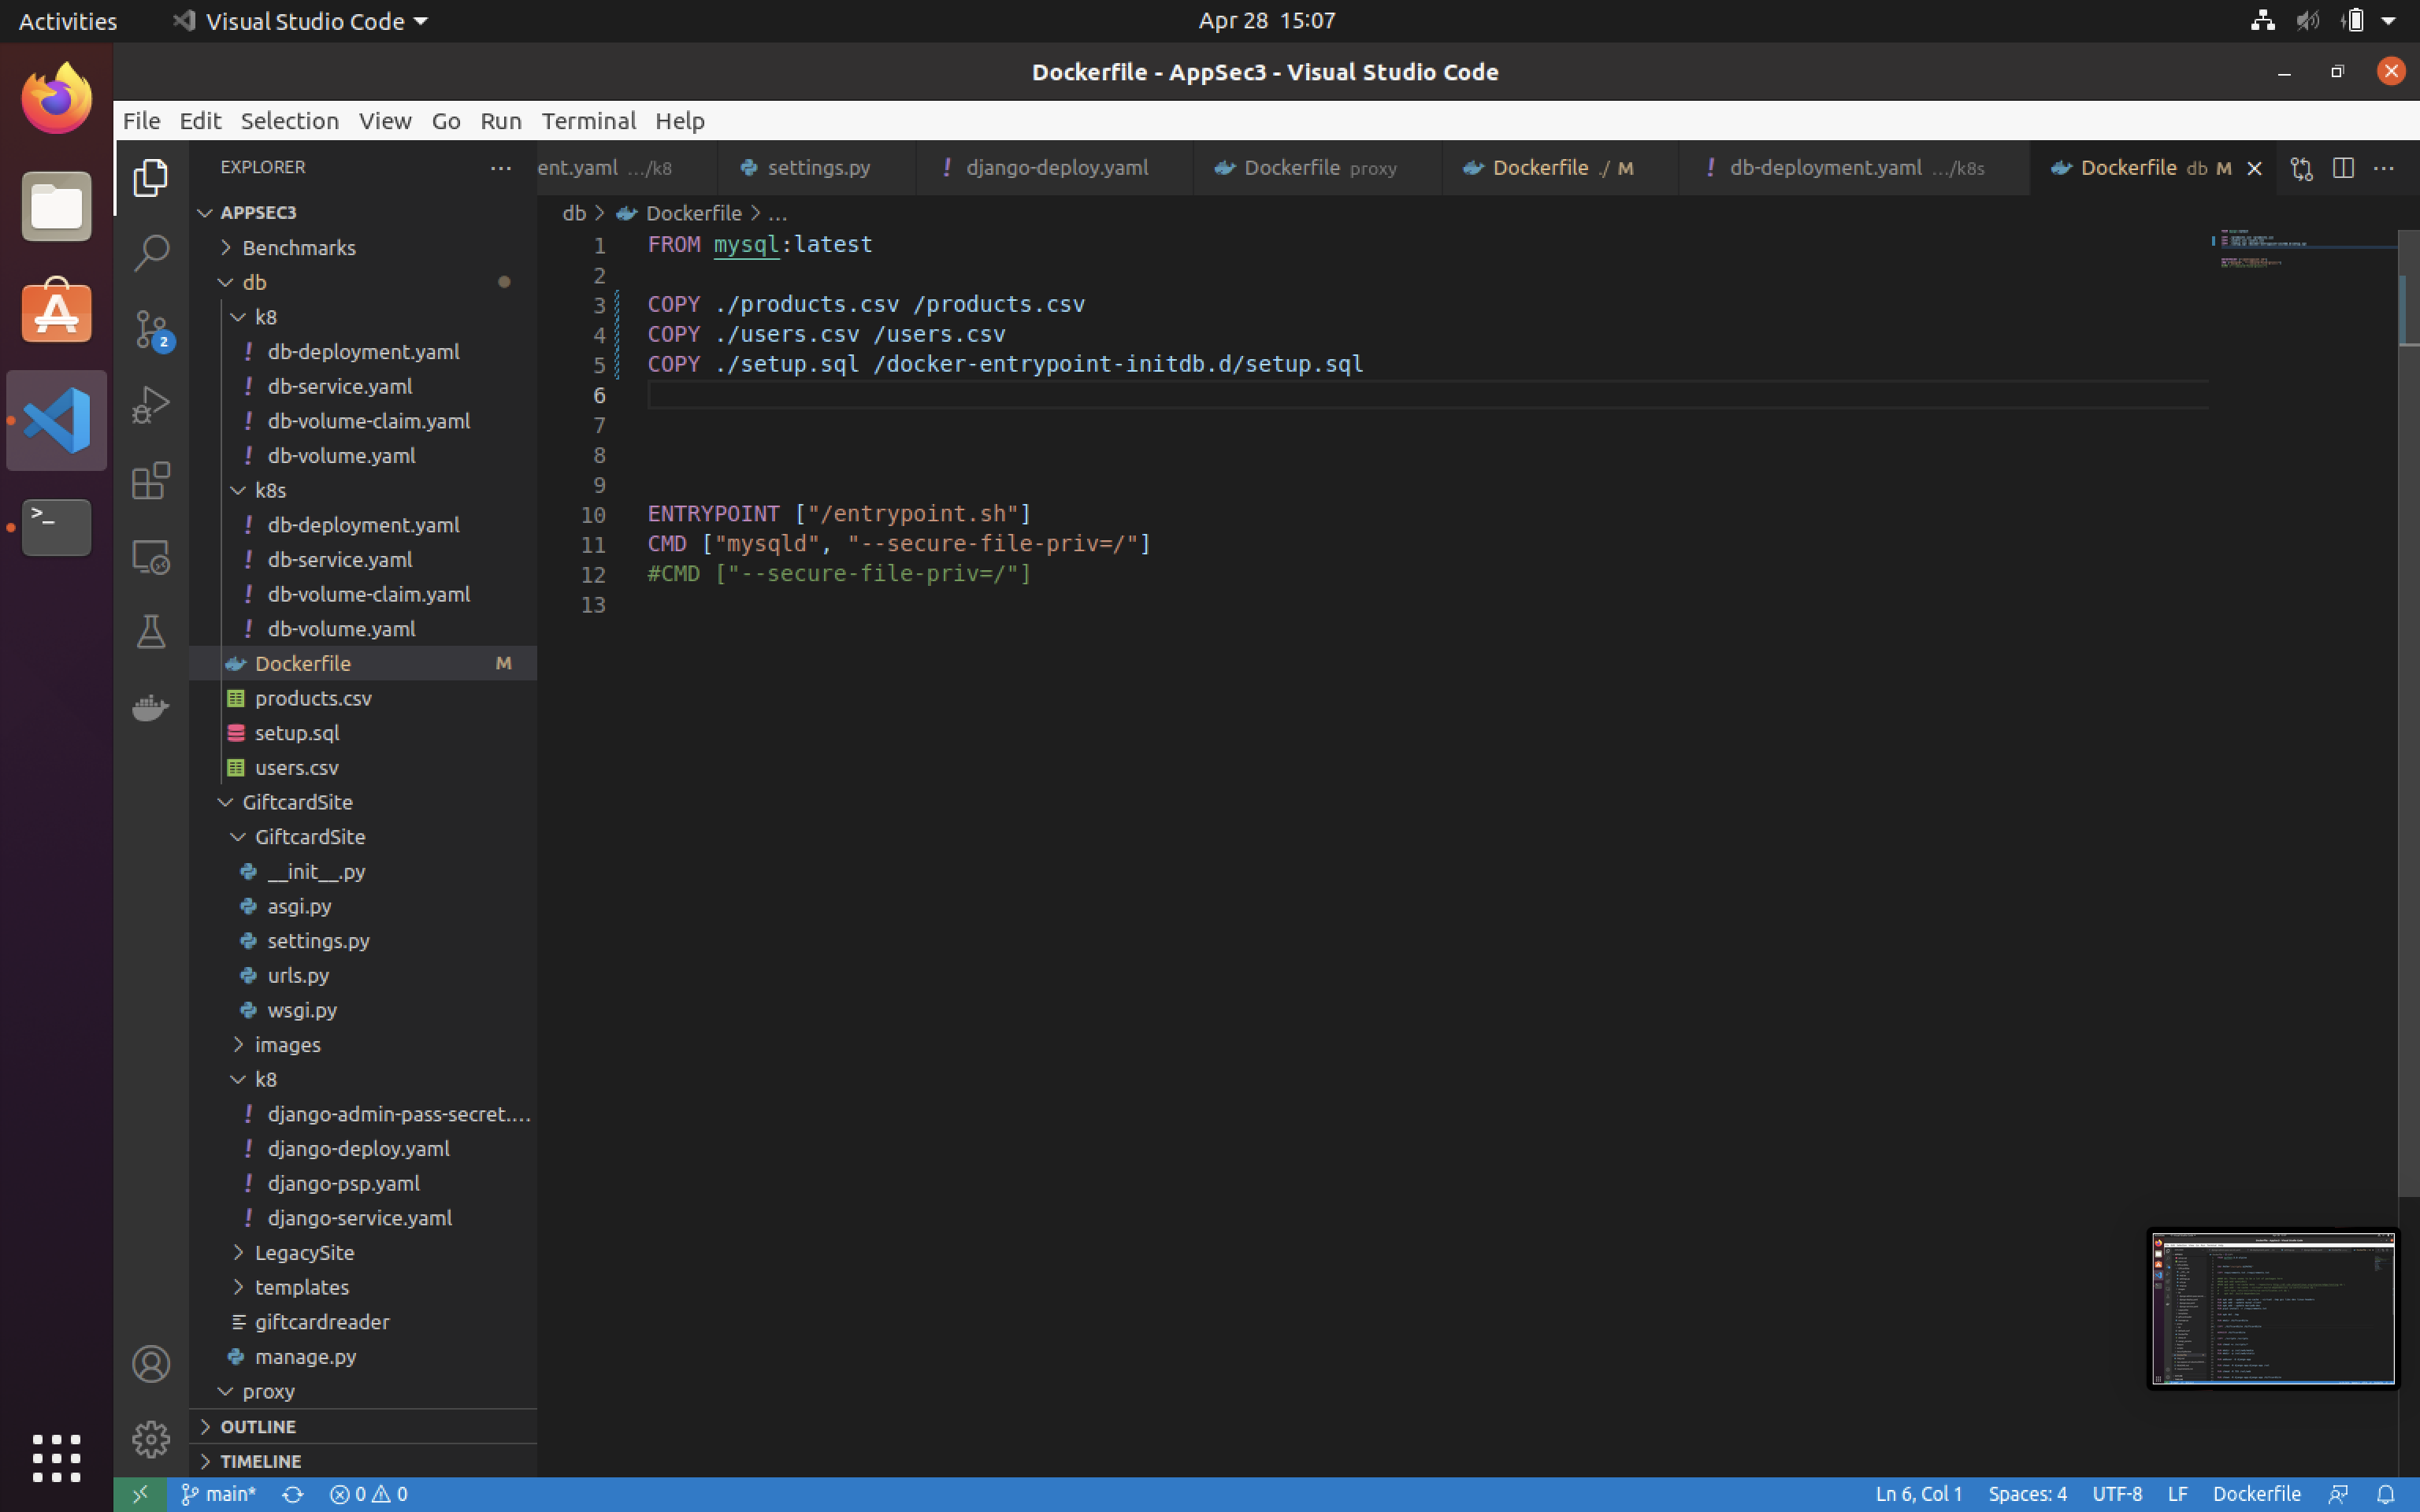 Activities
Visual Studio Code
Apr 28 15:07
Dockerfile - AppSec3 - Visual Studio Code
File Edit Selection View Go Run Terminal Help
EXPLORER
ent.yaml .../k8
settings.py
! django-deploy.yaml
Dockerfile proxy
Dockerfile ./ M
! db-deployment.yaml .../k8s
Dockerfile db M
APPSEC3
Benchmarks
db
k8
! db-deployment.yaml
! db-service.yaml
! db-volume-claim.yaml
! db-volume.yaml
k8s
! db-deployment.yaml
! db-service.yaml
! db-volume-claim.yaml
! db-volume.yaml
Dockerfile M
products.csv
setup.sql
users.csv
GiftcardSite
GiftcardSite
__init__.py
asgi.py
settings.py
urls.py
wsgi.py
images
k8
! django-admin-pass-secret....
! django-deploy.yaml
! django-psp.yaml
! django-service.yaml
LegacySite
templates
giftcardreader
manage.py
proxy
OUTLINE
TIMELINE
2
db > Dockerfile > ...
1 FROM mysql:latest
2
3 COPY ./products.csv /products.csv
4 COPY ./users.csv /users.csv
5 COPY ./setup.sql /docker-entrypoint-initdb.d/setup.sql
6
7
8
9
10 ENTRYPOINT ["/entrypoint.sh"]
11 CMD ["mysqld", "--secure-file-priv=/"]
12 #CMD ["--secure-file-priv=/"]
13
main* 0 0
Ln 6, Col 1 Spaces: 4 UTF-8 LF Dockerfile